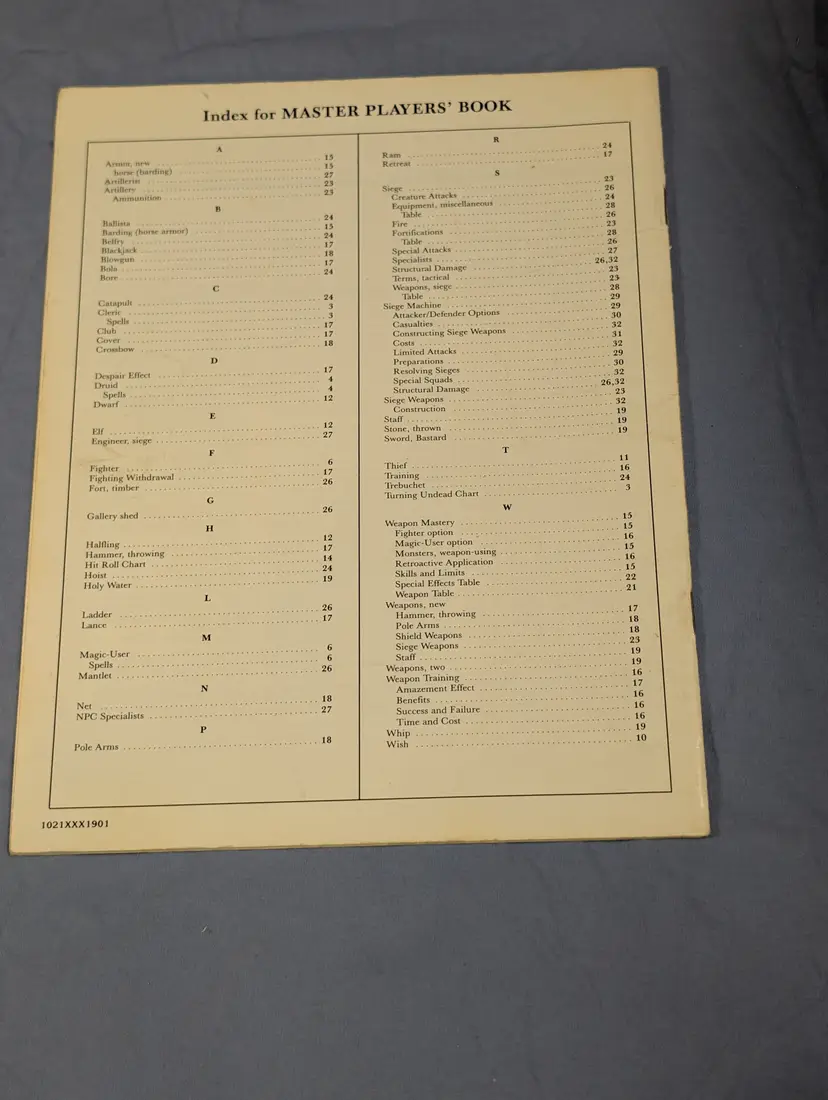 Index for MASTER PLAYERS' BOOK
A
Armor, new 15
horse (barding) 15
Artillerist 27
Artillery 23
Ammunition 23
B
Ballista 24
Barding (horse armor) 15
Belfry 24
Blackjack 17
Blowgun 18
Bola 17
Bore 24
C
Catapult 24
Cleric 3
Spells 3
Club 17
Cover 17
Crossbow 18
D
Despair Effect 17
Druid 4
Spells 4
Dwarf 12
E
Elf 12
Engineer, siege 27
F
Fighter 6
Fighting Withdrawal 17
Fort, timber 26
G
Gallery shed 26
H
Halfling 12
Hammer, throwing 17
Hit Roll Chart 14
Hoist 24
Holy Water 19
L
Ladder 26
Lance 17
M
Magic-User 6
Spells 6
Mantlet 26
N
Net 18
NPC Specialists 27
P
Pole Arms 18
R
Ram 24
Retreat 17
S
Siege 23
Creature Attacks 26
Equipment, miscellaneous 24
Table 28
Fire 26
Fortifications 23
Table 28
Special Attacks 26
Specialists 27
Structural Damage 26,32
Terms, tactical 23
Weapons, siege 23
Table 28
Siege Machine 29
Attacker/Defender Options 29
Casualties 30
Constructing Siege Weapons 32
Costs 31
Limited Attacks 32
Preparations 29
Resolving Sieges 30
Special Squads 32
Structural Damage 26,32
Siege Weapons 23
Construction 32
Staff 19
Stone, thrown 19
Sword, Bastard 19
T
Thief 11
Training 16
Trebuchet 24
Turning Undead Chart 3
W
Weapon Mastery 15
Fighter option 15
Magic-User option 16
Monsters, weapon-using 15
Retroactive Application 16
Skills and Limits 15
Special Effects Table 22
Weapon Table 21
Weapons, new
Hammer, throwing 17
Pole Arms 18
Shield Weapons 18
Siege Weapons 23
Staff 19
Weapons, two 19
Weapon Training 16
Amazement Effect 17
Benefits 16
Success and Failure 16
Time and Cost 16
Whip 19
Wish 10
1021XXX1901